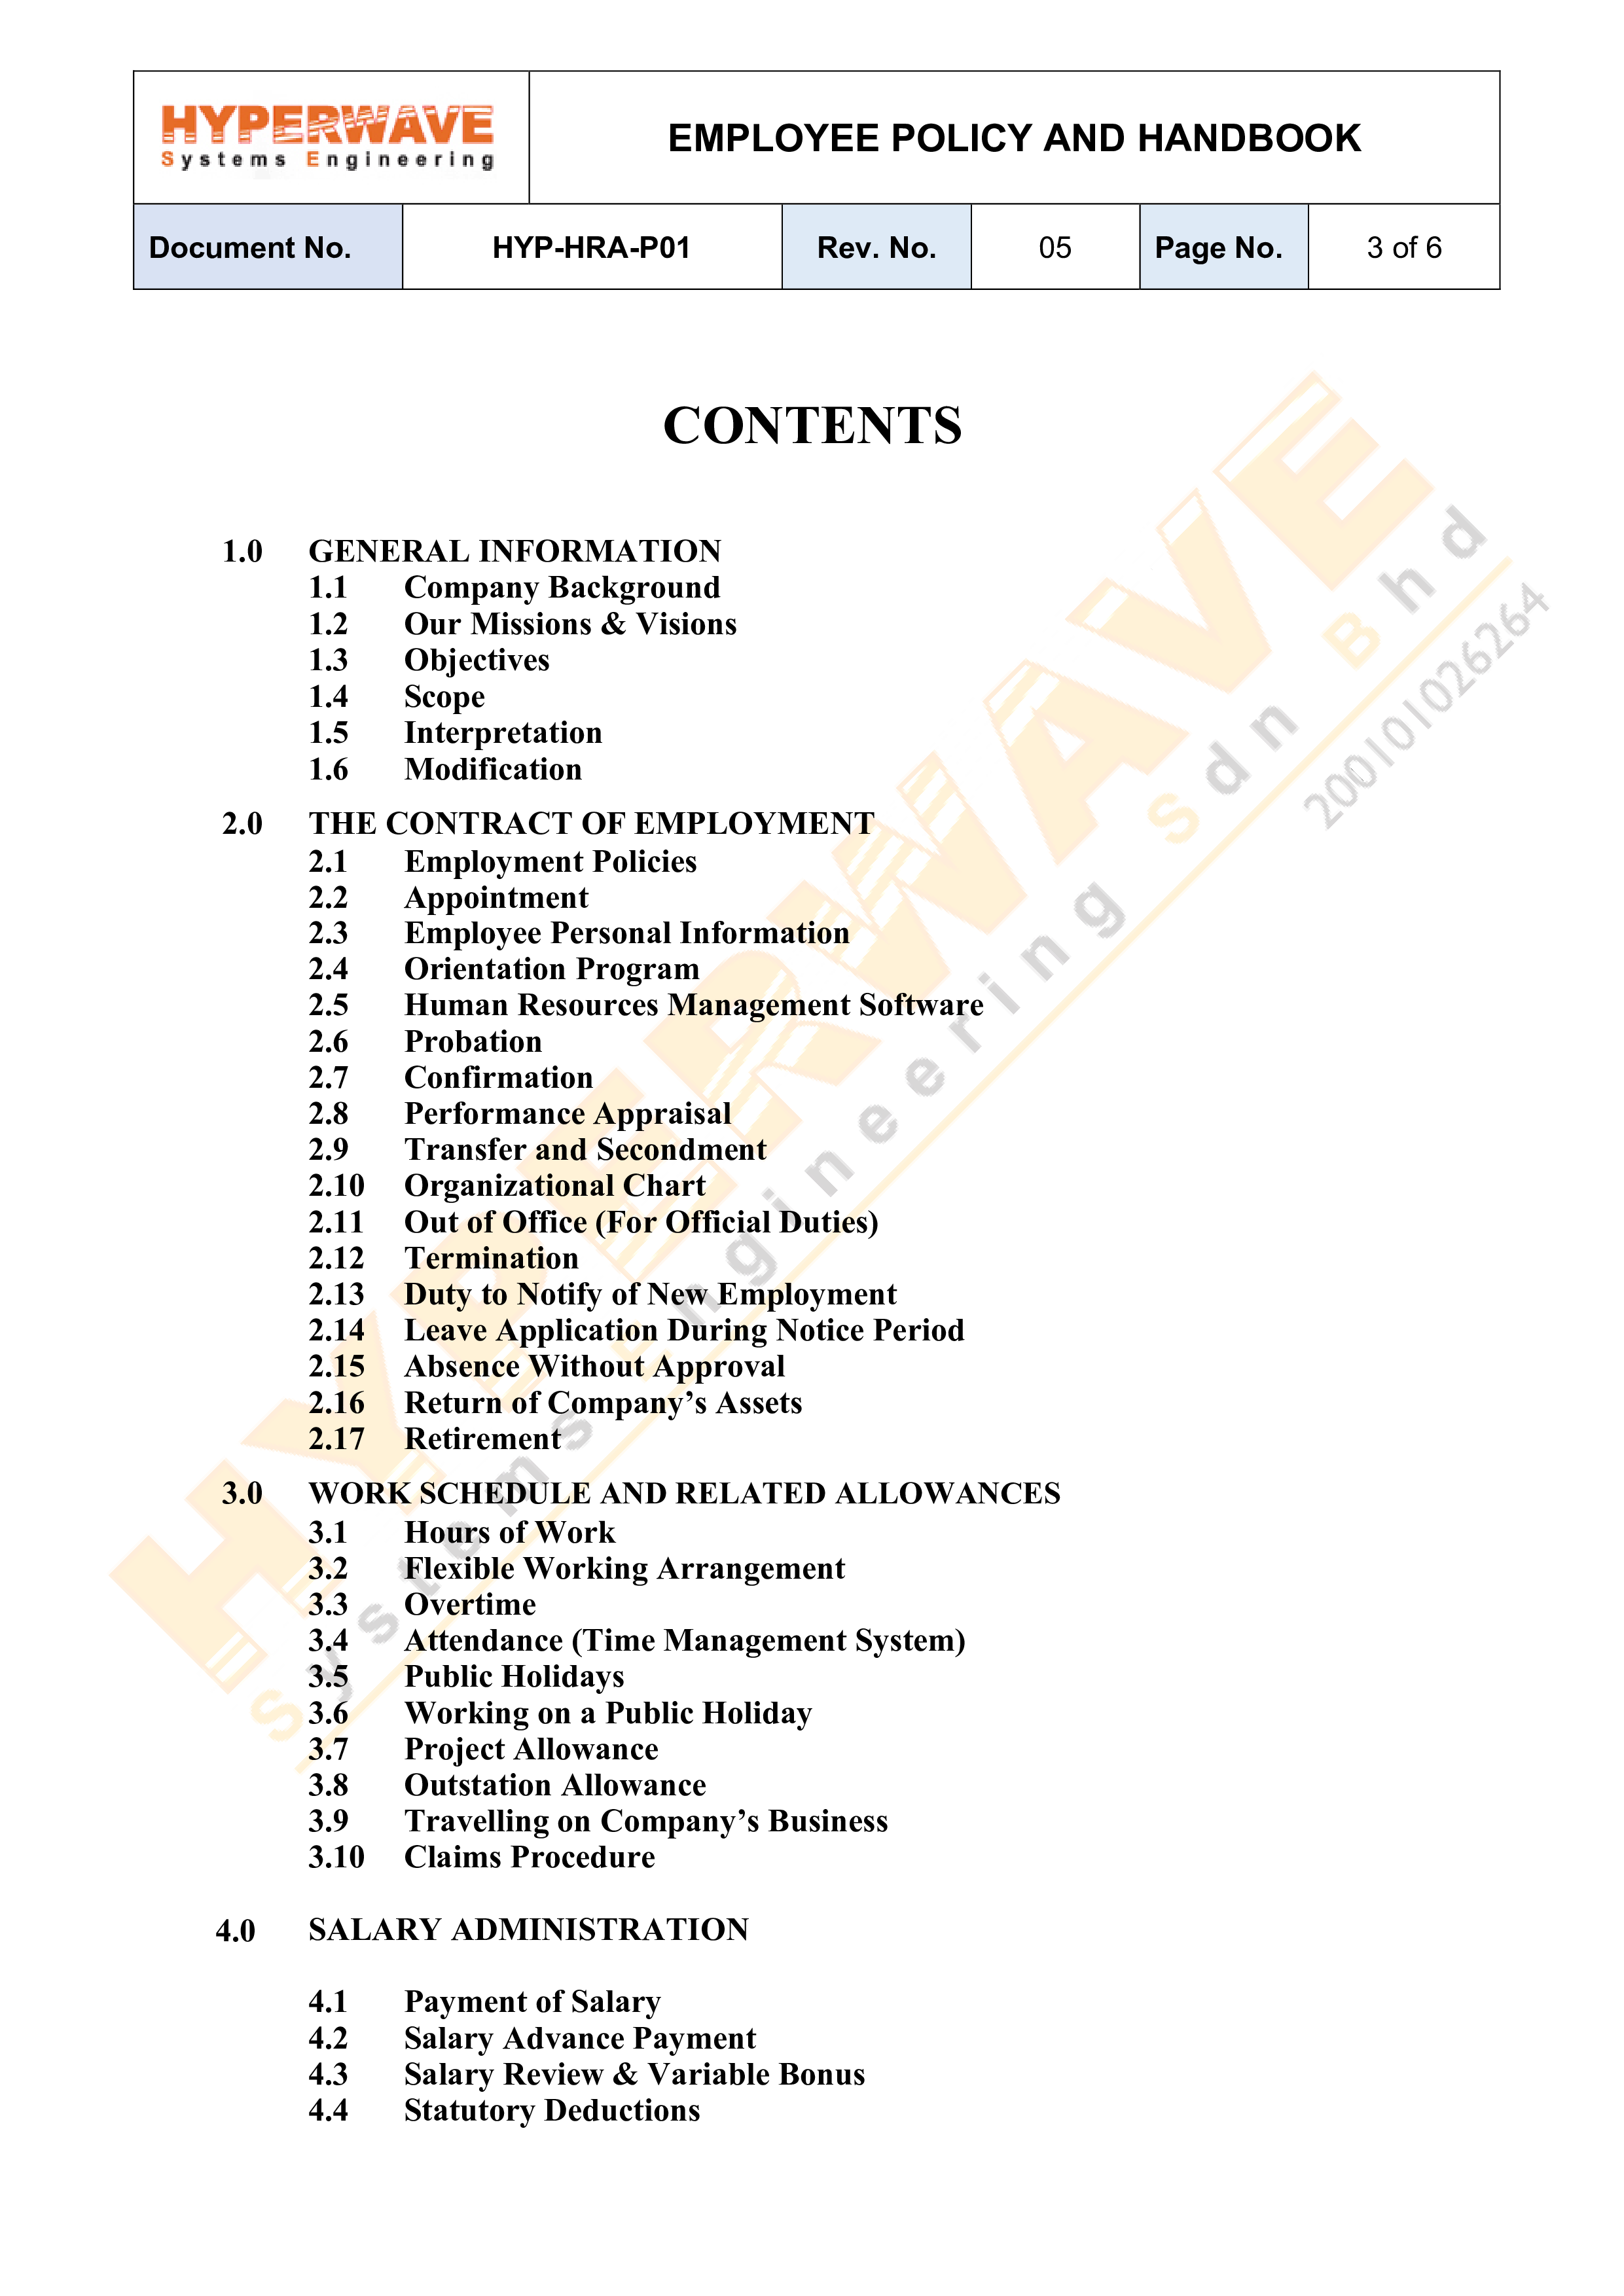 HYPERWAVE
Systems Engineering
EMPLOYEE POLICY AND HANDBOOK
Document No. HYP-HRA-P01 Rev. No. 05 Page No. 3 of 6
CONTENTS
1.0 GENERAL INFORMATION
1.1 Company Background
1.2 Our Missions & Visions
1.3 Objectives
1.4 Scope
1.5 Interpretation
1.6 Modification
2.0 THE CONTRACT OF EMPLOYMENT
2.1 Employment Policies
2.2 Appointment
2.3 Employee Personal Information
2.4 Orientation Program
2.5 Human Resources Management Software
2.6 Probation
2.7 Confirmation
2.8 Performance Appraisal
2.9 Transfer and Secondment
2.10 Organizational Chart
2.11 Out of Office (For Official Duties)
2.12 Termination
2.13 Duty to Notify of New Employment
2.14 Leave Application During Notice Period
2.15 Absence Without Approval
2.16 Return of Company’s Assets
2.17 Retirement
3.0 WORK SCHEDULE AND RELATED ALLOWANCES
3.1 Hours of Work
3.2 Flexible Working Arrangement
3.3 Overtime
3.4 Attendance (Time Management System)
3.5 Public Holidays
3.6 Working on a Public Holiday
3.7 Project Allowance
3.8 Outstation Allowance
3.9 Travelling on Company’s Business
3.10 Claims Procedure
4.0 SALARY ADMINISTRATION
4.1 Payment of Salary
4.2 Salary Advance Payment
4.3 Salary Review & Variable Bonus
4.4 Statutory Deductions
HYPERWAVE
Systems Engineering Sdn Bhd
200101026264